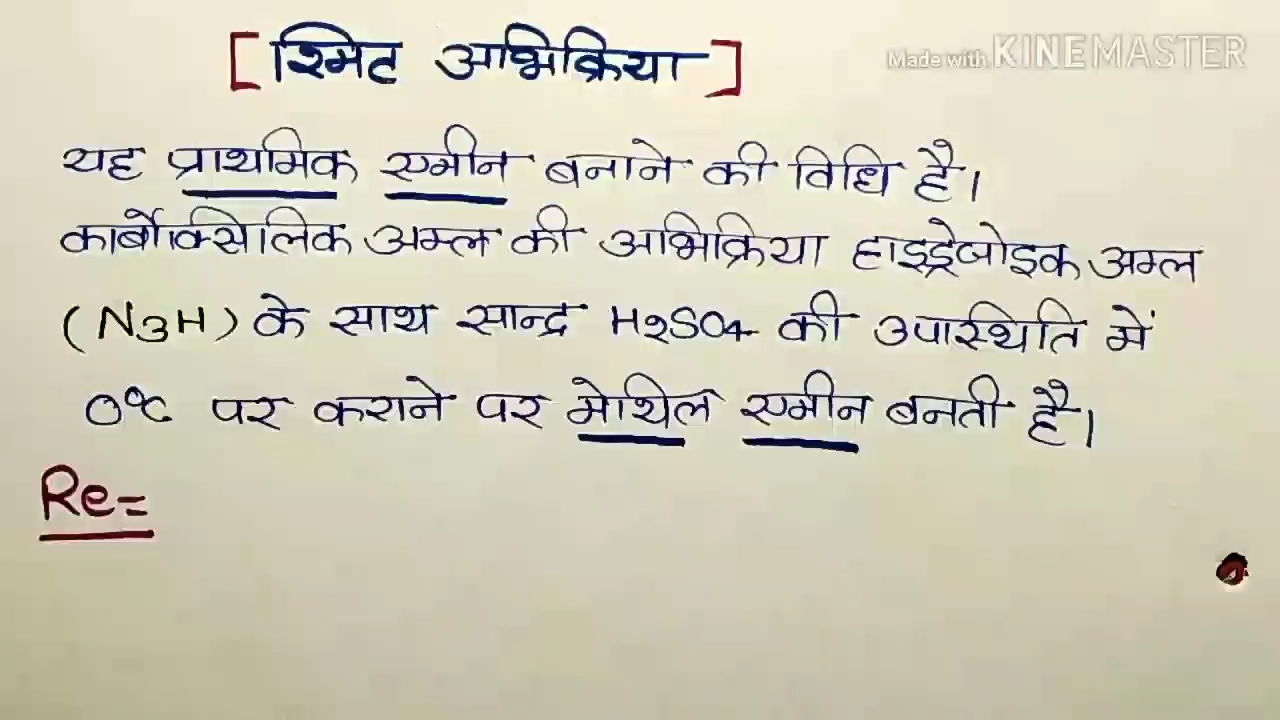 [श्मिट अभिक्रिया]
Made with KINEMASTER
यह प्राथमिक एमीन बनाने की विधि है।
कार्बोक्सिलिक अम्ल की अभिक्रिया हाइड्रेजोइक अम्ल
(N3H) के साथ सान्द्र H2SO4 की उपास्थिति में
0°C पर कराने पर मेथिल एमीन बनती है।
Re=